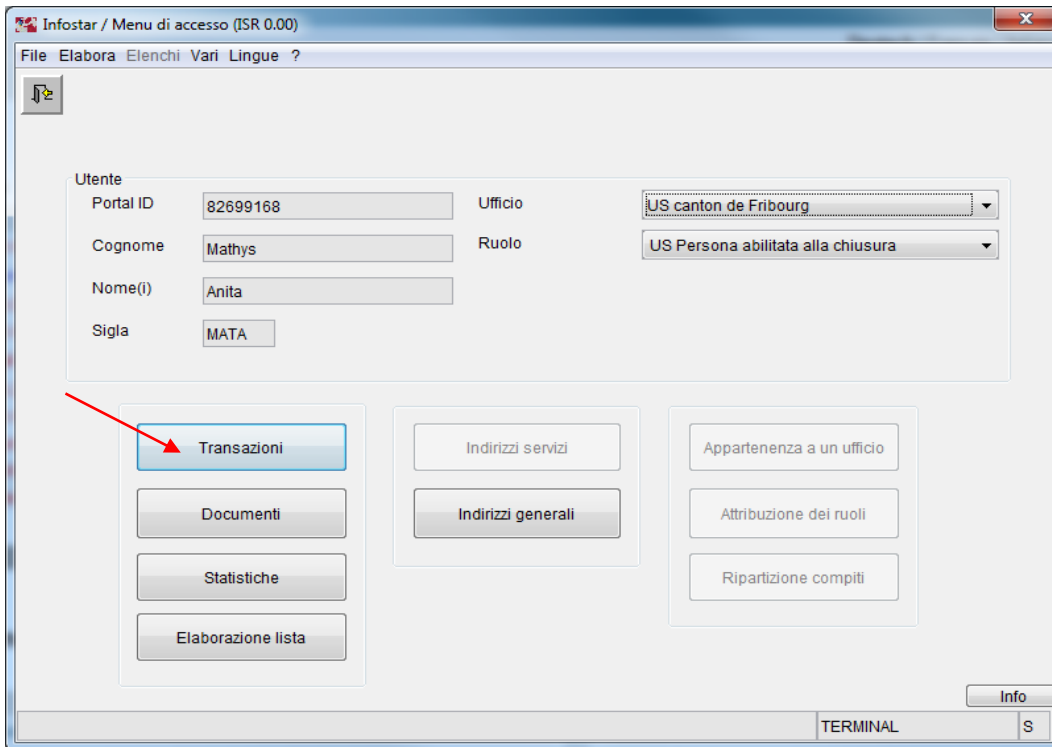 Infostar / Menu di accesso (ISR 0.00)
File Elabora Elenchi Vari Lingue ?
Utente
Portal ID 82699168 Ufficio US canton de Fribourg
Cognome Mathys Ruolo US Persona abilitata alla chiusura
Nome(i) Anita
Sigla MATA
Transazioni Indirizzi servizi Appartenenza a un ufficio
Documenti Indirizzi generali Attribuzione dei ruoli
Statistiche Ripartizione compiti
Elaborazione lista
Info
TERMINAL S